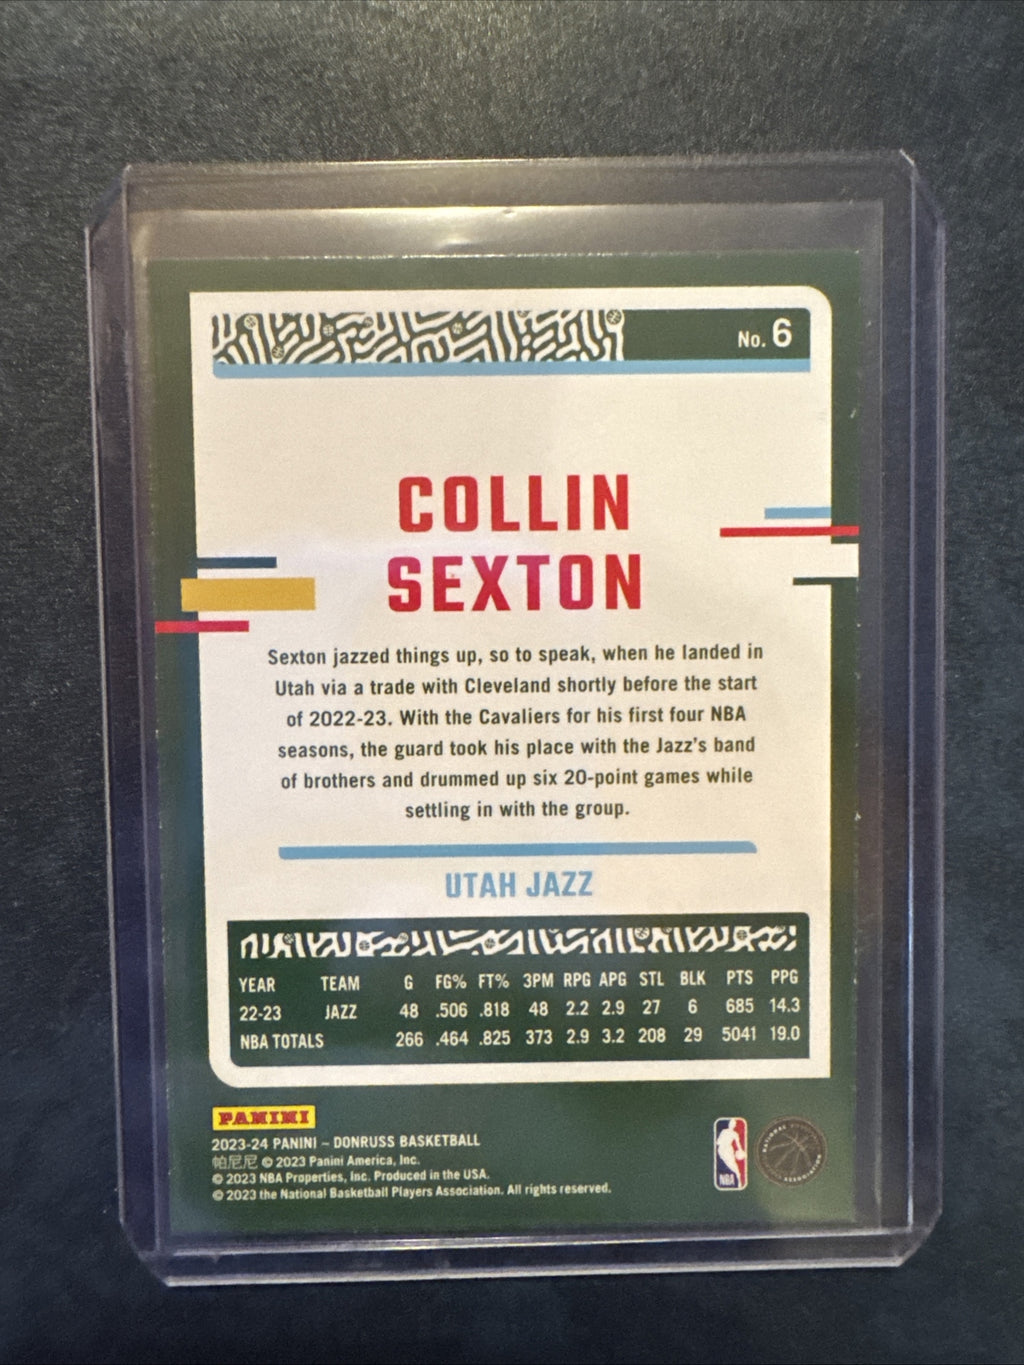 No. 6
COLLIN
SEXTON
Sexton jazzed things up, so to speak, when he landed in
Utah via a trade with Cleveland shortly before the start
of 2022-23. With the Cavaliers for his first four NBA
seasons, the guard took his place with the Jazz's band
of brothers and drummed up six 20-point games while
settling in with the group.
UTAH JAZZ
YEAR TEAM G FG% FT% 3PM RPG APG STL BLK PTS PPG
22-23 JAZZ 48 .506 .818 48 2.2 2.9 27 6 685 14.3
NBA TOTALS 266 .464 .825 373 2.9 3.2 208 29 5041 19.0
PANINI
2023-24 PANINI – DONRUSS BASKETBALL
帕尼尼 © 2023 Panini America, Inc.
© 2023 NBA Properties, Inc. Produced in the USA.
© 2023 the National Basketball Players Association. All rights reserved.
NBA
NATIONAL
ASSOCIATION